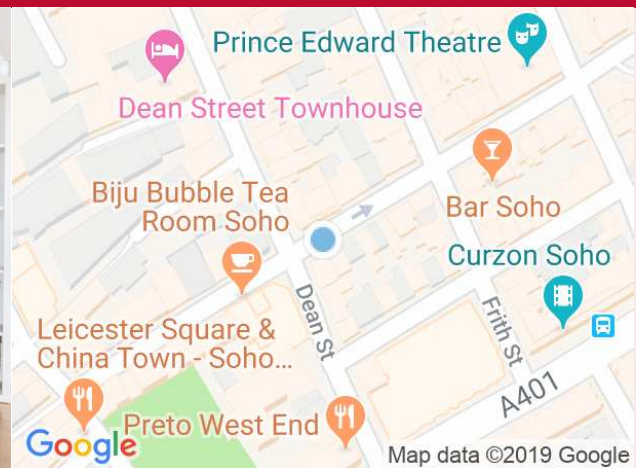 Prince Edward Theatre
Dean Street Townhouse
Biju Bubble Tea
Room Soho
Bar Soho
Curzon Soho
Dean St
Frith St
Leicester Square &
China Town - Soho...
A401
Preto West End
Google
Map data ©2019 Google